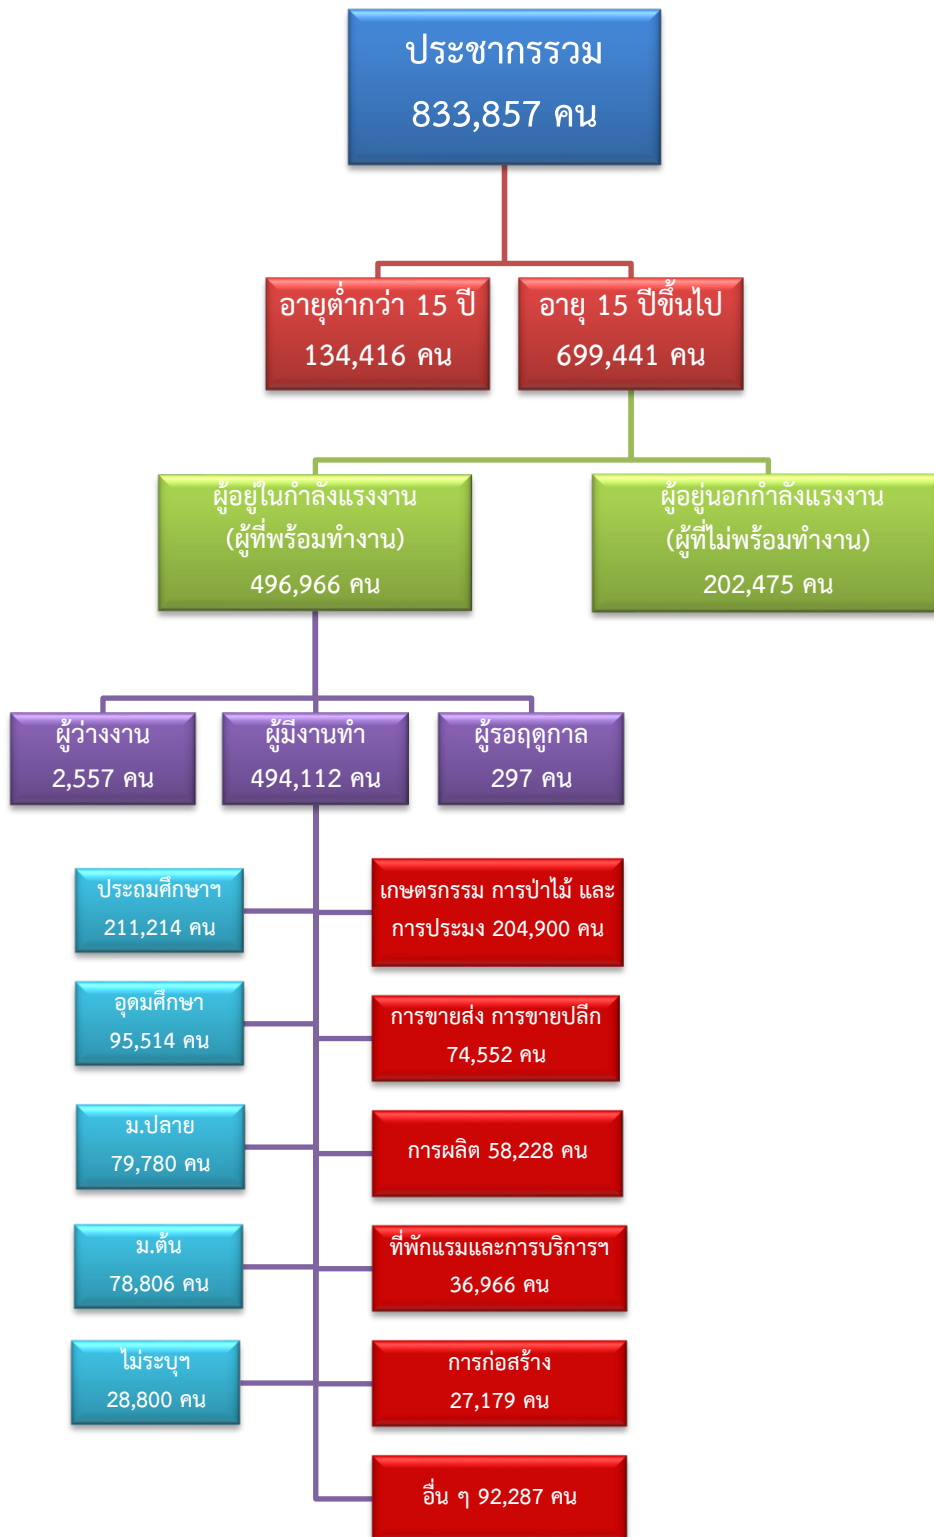 ประชากรรวม
833,857 คน
อายุต่ำกว่า 15 ปี
134,416 คน
อายุ 15 ปีขึ้นไป
699,441 คน
ผู้อยู่ในกำลังแรงงาน
(ผู้ที่พร้อมทำงาน)
496,966 คน
ผู้อยู่นอกกำลังแรงงาน
(ผู้ที่ไม่พร้อมทำงาน)
202,475 คน
ผู้ว่างงาน
2,557 คน
ผู้มีงานทำ
494,112 คน
ผู้รอฤดูกาล
297 คน
ประถมศึกษาฯ
211,214 คน
เกษตรกรรม การป่าไม้ และ
การประมง 204,900 คน
อุดมศึกษา
95,514 คน
การขายส่ง การขายปลีก
74,552 คน
ม.ปลาย
79,780 คน
การผลิต 58,228 คน
ม.ต้น
78,806 คน
ที่พักแรมและการบริการฯ
36,966 คน
ไม่ระบุฯ
28,800 คน
การก่อสร้าง
27,179 คน
อื่น ๆ 92,287 คน